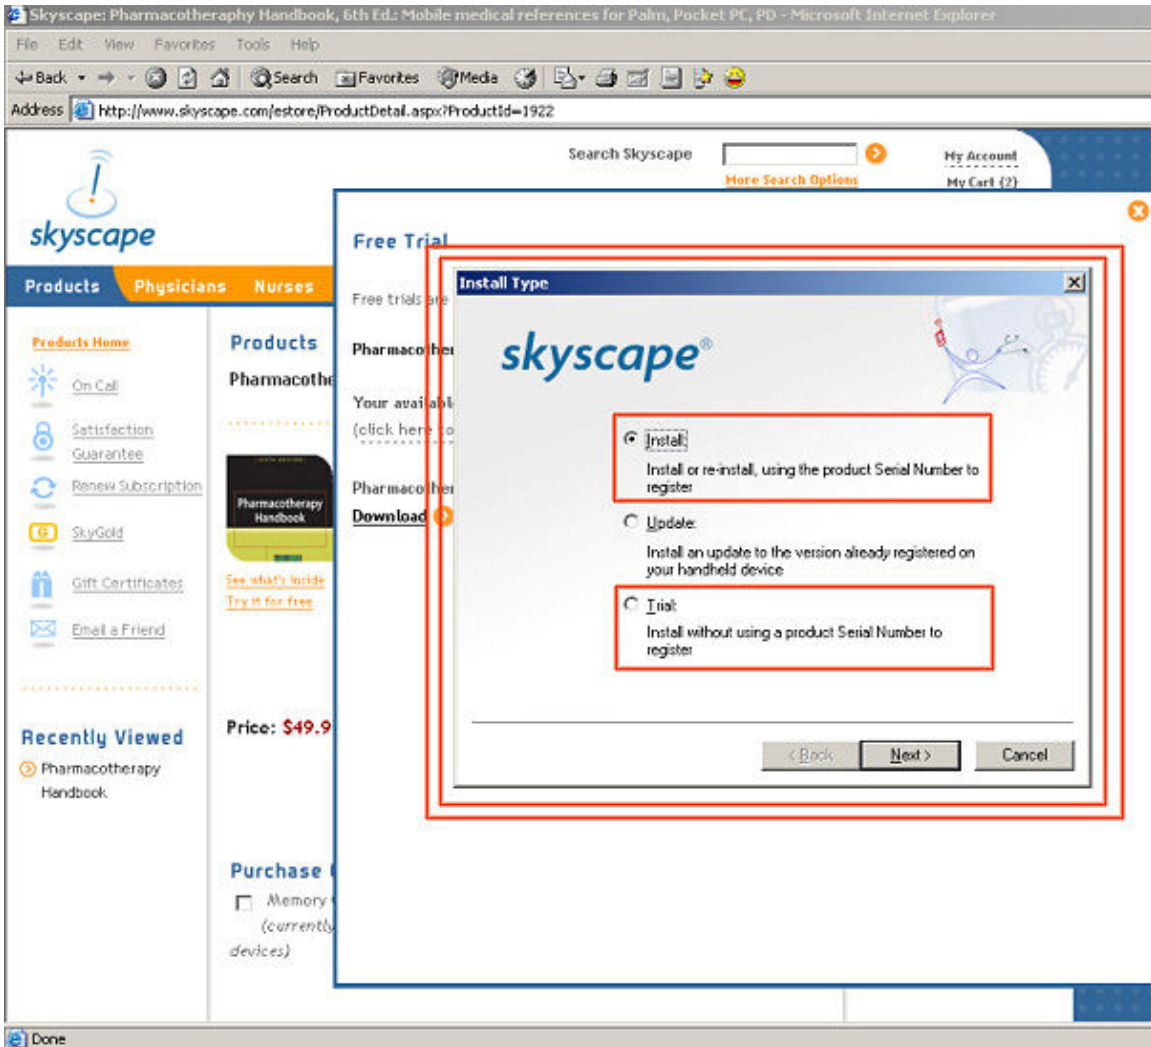 Skyscape: Pharmacotheraphy Handbook, 6th Ed.: Mobile medical references for Palm, Pocket PC, PD - Microsoft Internet Explorer
File Edit View Favorites Tools Help
Back Search Favorites Media
Address http://www.skyscape.com/estore/ProductDetail.aspx?ProductId=1922
Search Skyscape My Account
More Search Options My Cart (2)
skyscape
Products Physicians Nurses
Products Home
On Call
Satisfaction
Guarantee
Renew Subscription
G SkyGold
Gift Certificates
Email a Friend
Recently Viewed
Pharmacotherapy
Handbook
Products
Pharmacothe
Pharmacotherapy
Handbook
See what's inside
Try it for free
Price: $49.9
Purchase
Memory
(currently
devices)
Free Trial
Free trials are
Pharmacother
Your availabl
(click here to
Pharmacother
Download
Install Type
skyscape®
Install:
Install or re-install, using the product Serial Number to
register
Update:
Install an update to the version already registered on
your handheld device
Trial:
Install without using a product Serial Number to
register
< Back Next > Cancel
Done